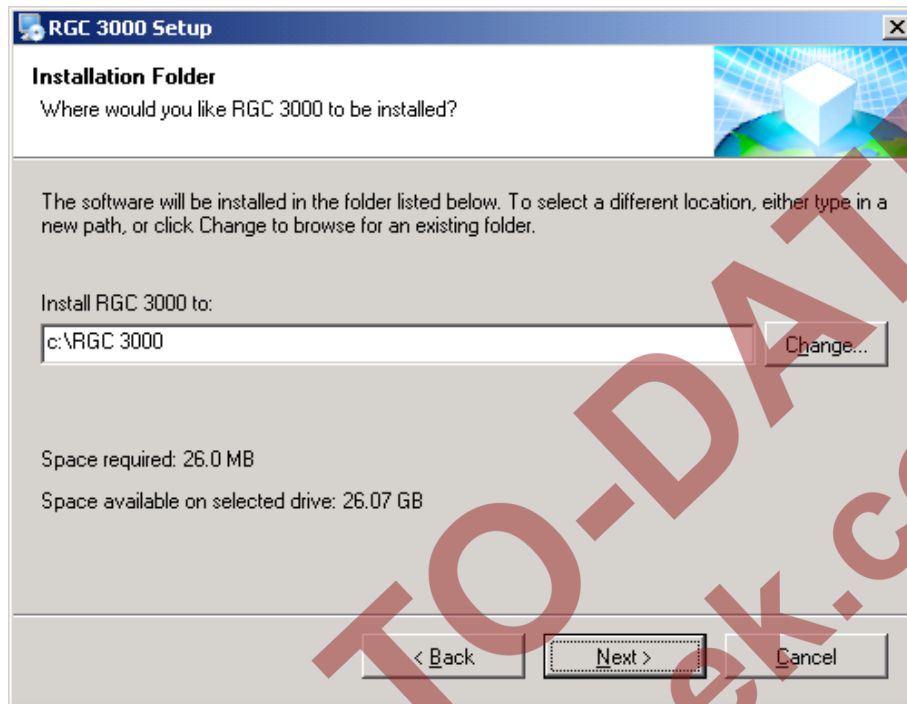 RGC 3000 Setup
Installation Folder
Where would you like RGC 3000 to be installed?
The software will be installed in the folder listed below. To select a different location, either type in a
new path, or click Change to browse for an existing folder.
Install RGC 3000 to:
c:\RGC 3000
Change...
Space required: 26.0 MB
Space available on selected drive: 26.07 GB
< Back
Next >
Cancel
TO-DAT
ek.co